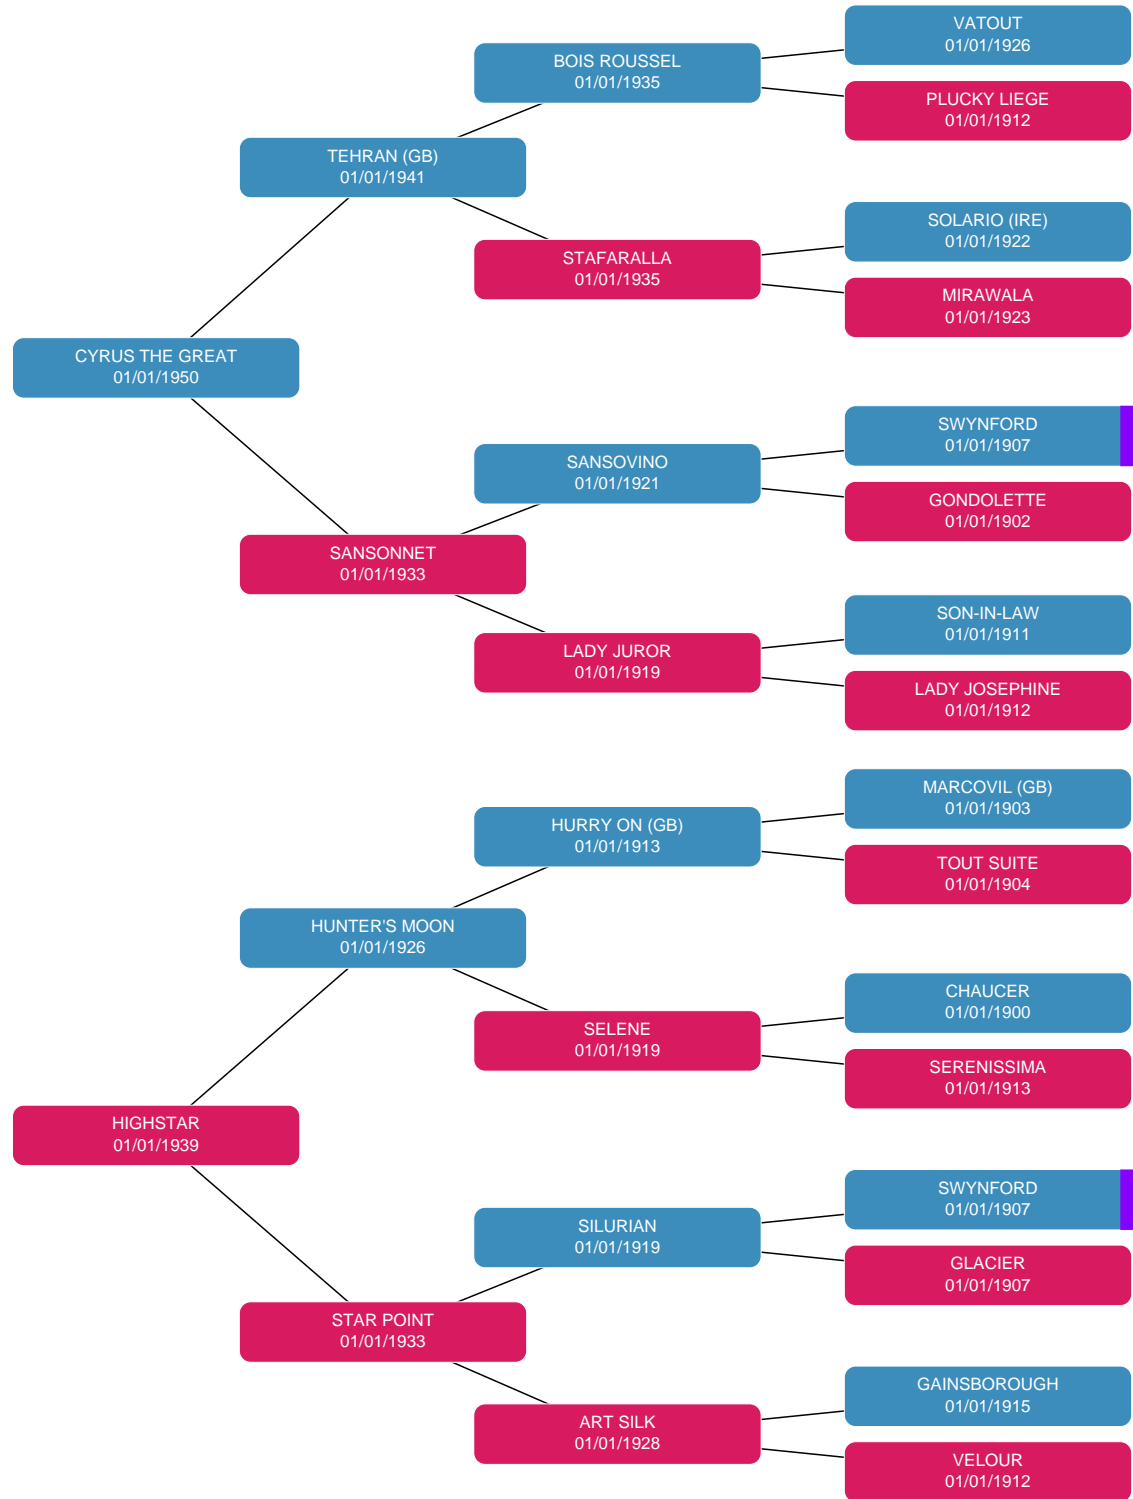 VATOUT
01/01/1926
BOIS ROUSSEL
01/01/1935
PLUCKY LIEGE
01/01/1912
TEHRAN (GB)
01/01/1941
SOLARIO (IRE)
01/01/1922
STAFARALLA
01/01/1935
MIRAWALA
01/01/1923
CYRUS THE GREAT
01/01/1950
SWYNFORD
01/01/1907
SANSOVINO
01/01/1921
GONDOLETTE
01/01/1902
SANSONNET
01/01/1933
SON-IN-LAW
01/01/1911
LADY JUROR
01/01/1919
LADY JOSEPHINE
01/01/1912
MARCOVIL (GB)
01/01/1903
HURRY ON (GB)
01/01/1913
TOUT SUITE
01/01/1904
HUNTER'S MOON
01/01/1926
CHAUCER
01/01/1900
SELENE
01/01/1919
SERENISSIMA
01/01/1913
HIGHSTAR
01/01/1939
SWYNFORD
01/01/1907
SILURIAN
01/01/1919
GLACIER
01/01/1907
STAR POINT
01/01/1933
GAINSBOROUGH
01/01/1915
ART SILK
01/01/1928
VELOUR
01/01/1912